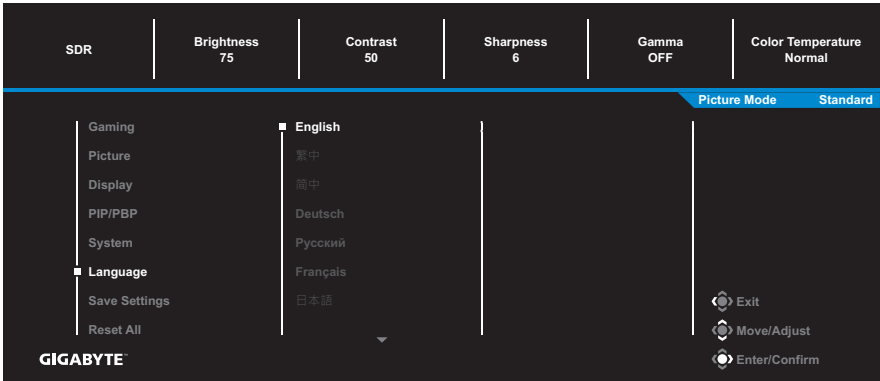 SDR
Brightness
75
Contrast
50
Sharpness
6
Gamma
OFF
Color Temperature
Normal
Picture Mode Standard
Gaming
Picture
Display
PIP/PBP
System
Language
Save Settings
Reset All
English
繁中
简中
Deutsch
Русский
Français
日本語
Exit
Move/Adjust
Enter/Confirm
GIGABYTE™